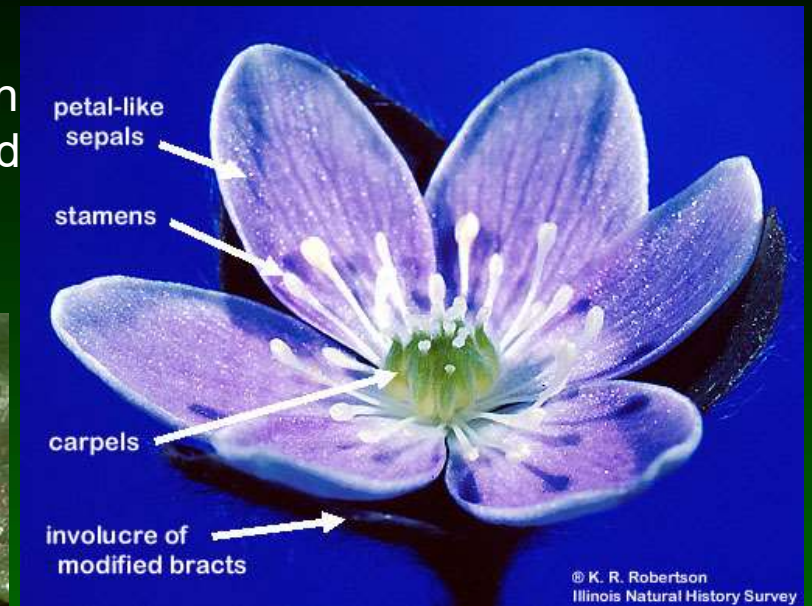 n
d
petal-like
sepals
stamens
carpels
involucre of
modified bracts
® K. R. Robertson
Illinois Natural History Survey